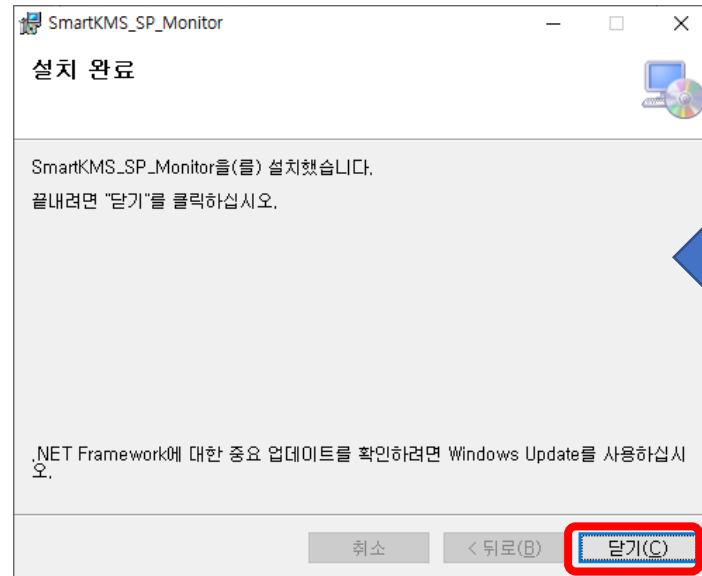 SmartKMS_SP_Monitor
설치 완료
SmartKMS_SP_Monitor을(를) 설치했습니다.
끝내려면 "닫기"를 클릭하십시오.
.NET Framework에 대한 중요 업데이트를 확인하려면 Windows Update를 사용하십시
오.
취소 < 뒤로(B) 닫기(C)